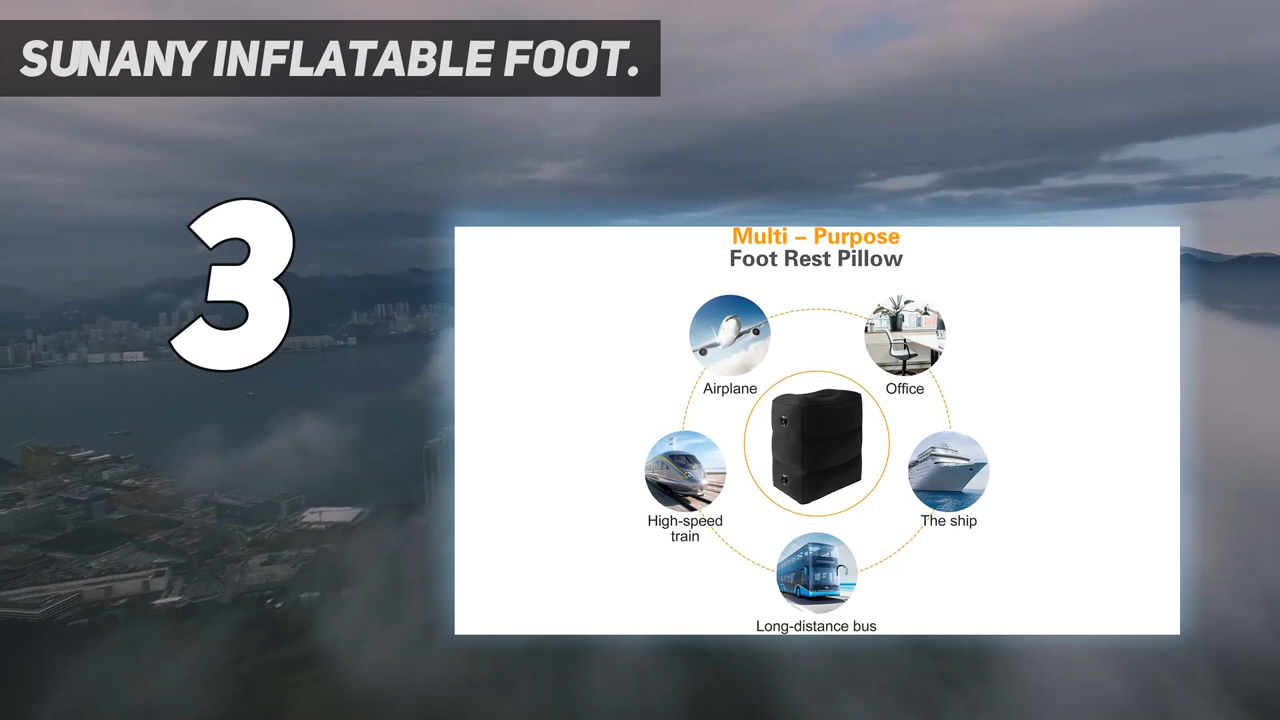 SUNANY INFLATABLE FOOT.
3
Multi – Purpose
Foot Rest Pillow
Airplane
Office
High-speed
train
The ship
Long-distance bus